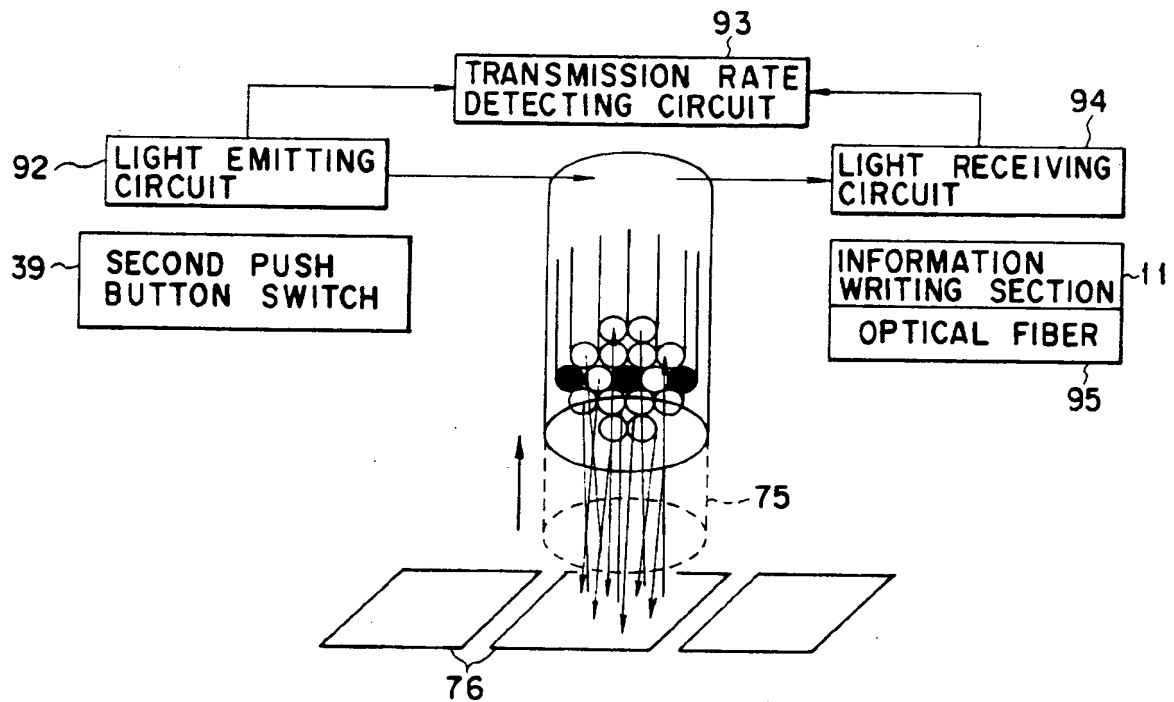 93
TRANSMISSION RATE
DETECTING CIRCUIT
94
92
LIGHT EMITTING
CIRCUIT
LIGHT RECEIVING
CIRCUIT
39
SECOND PUSH
BUTTON SWITCH
INFORMATION
WRITING SECTION
11
OPTICAL FIBER
95
75
76